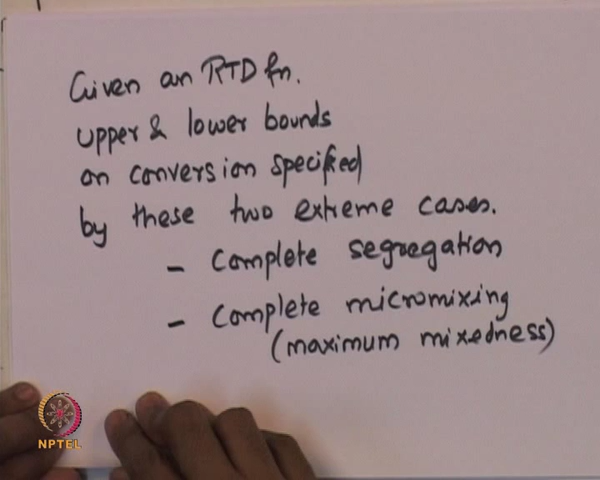 Given an RTD fn.
upper & lower bounds
on conversion specified
by these two extreme cases.
- complete segregation
- complete micromixing
(maximum mixedness)
NPTEL